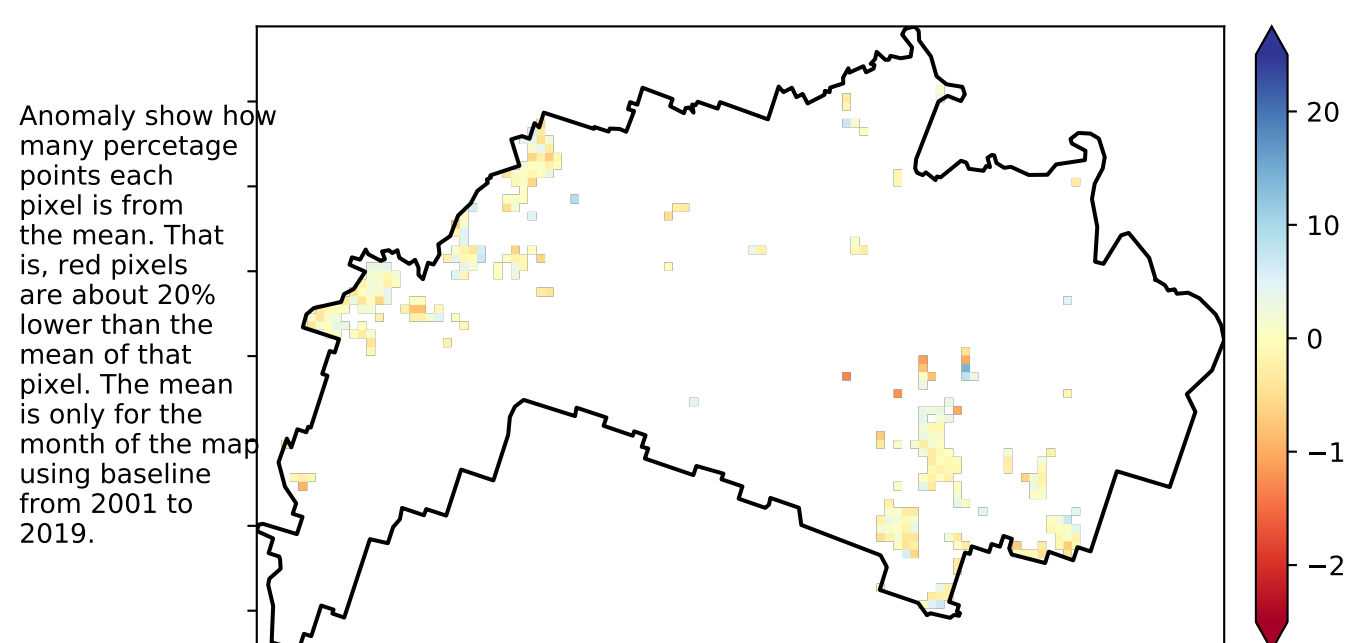 Anomaly show how
many percetage
points each
pixel is from
the mean. That
is, red pixels
are about 20%
lower than the
mean of that
pixel. The mean
is only for the
month of the map
using baseline
from 2001 to
2019.
20
10
0
−1
−2